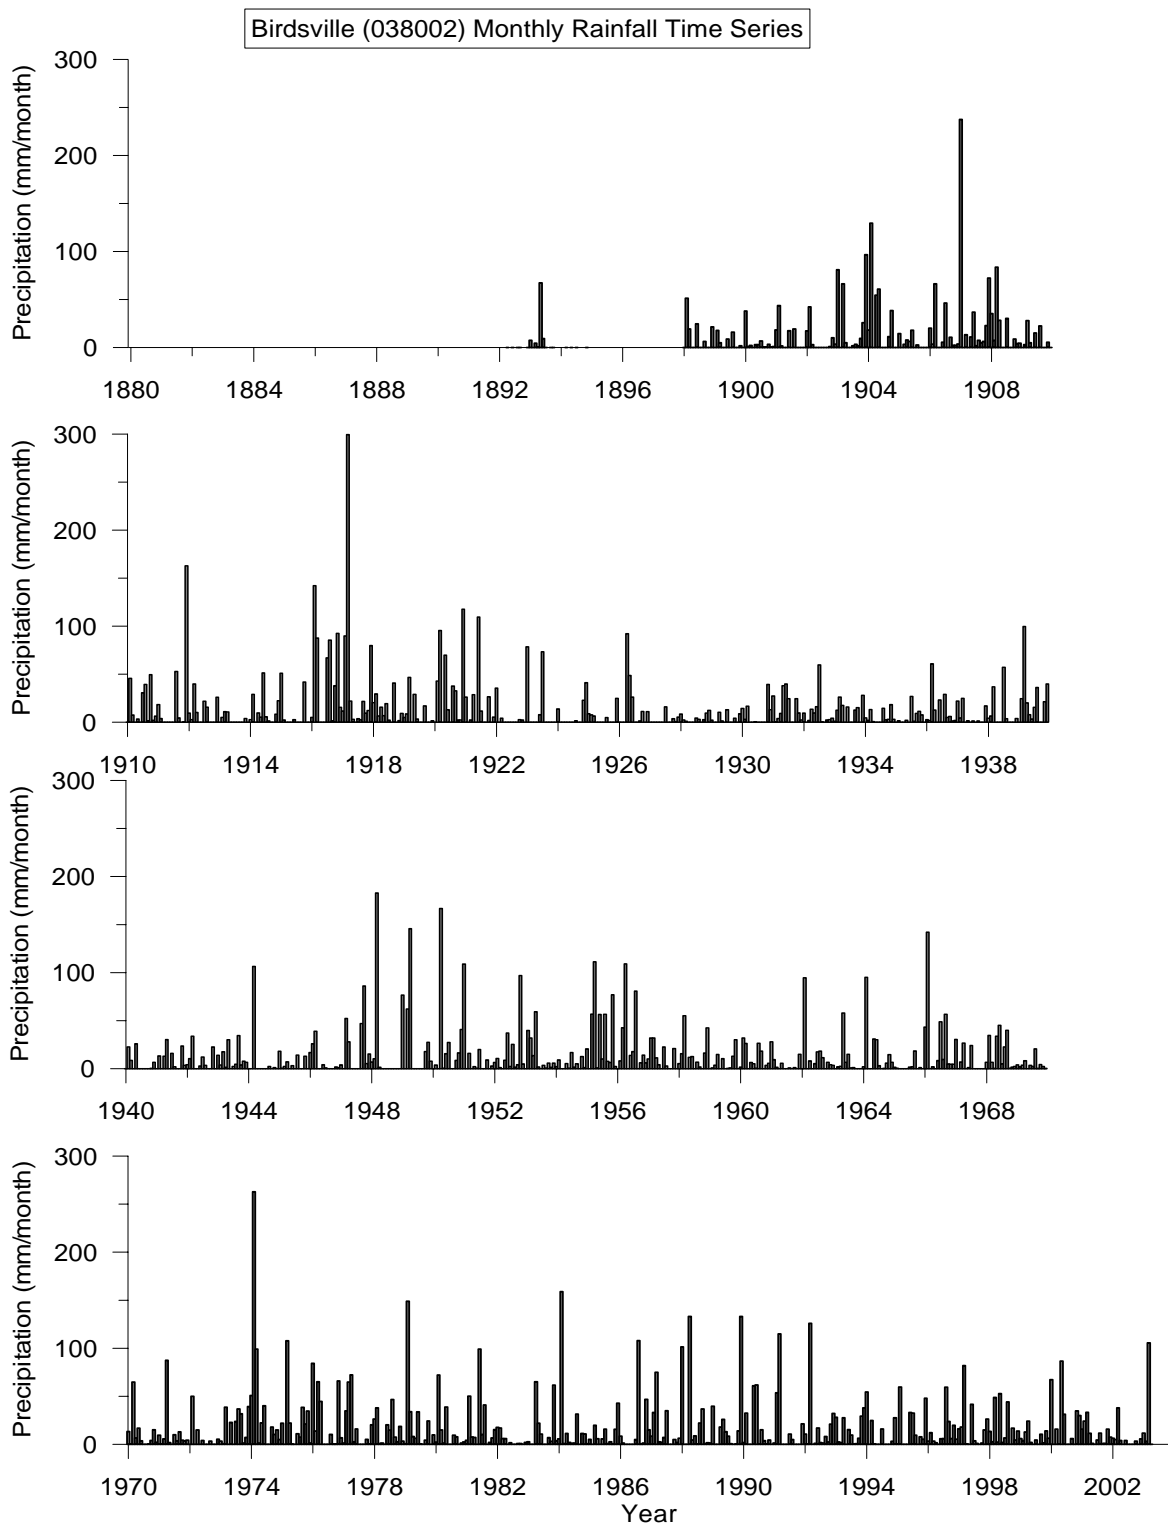 Birdsville (038002) Monthly Rainfall Time Series
Precipitation (mm/month)
300
200
100
0
1880 1884 1888 1892 1896 1900 1904 1908
Precipitation (mm/month)
300
200
100
0
1910 1914 1918 1922 1926 1930 1934 1938
Precipitation (mm/month)
300
200
100
0
1940 1944 1948 1952 1956 1960 1964 1968
Precipitation (mm/month)
300
200
100
0
1970 1974 1978 1982 1986 1990 1994 1998 2002
Year